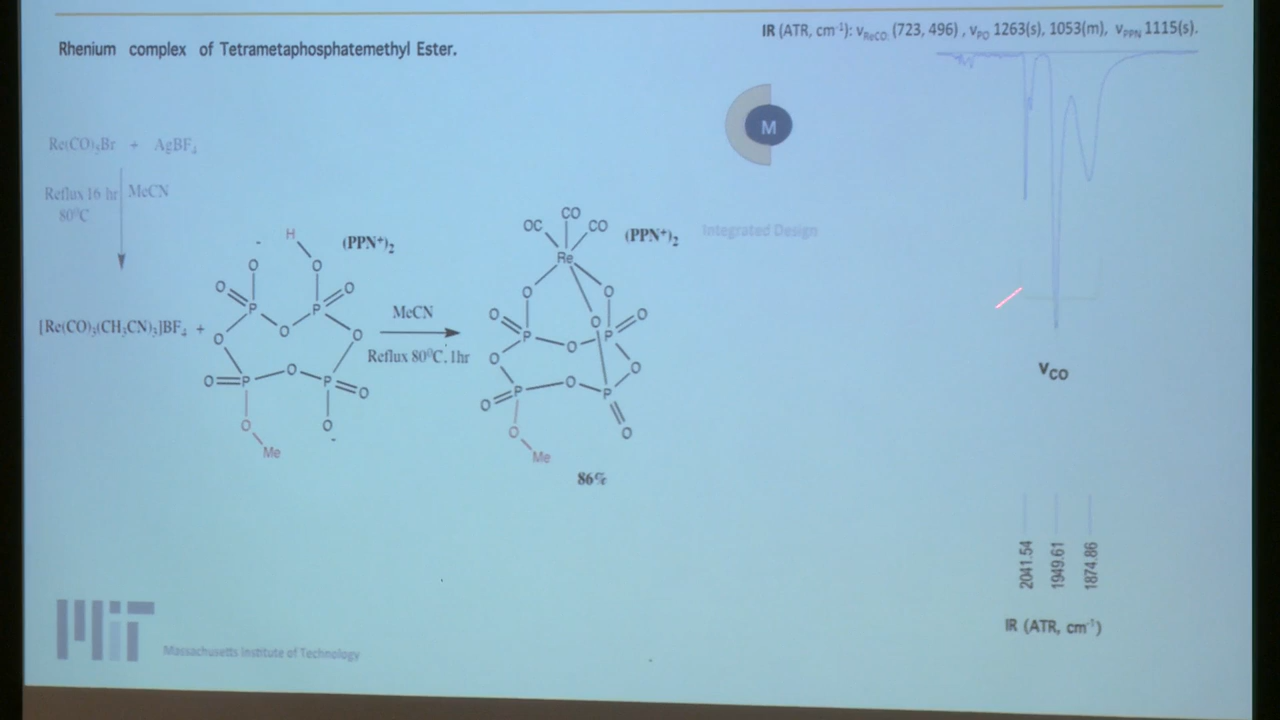 IR (ATR, cm⁻¹): νReCO (723, 496) , νPO 1263(s), 1053(m), νPPN 1115(s).
Rhenium complex of Tetrametaphosphatemethyl Ester.
Re(CO)₅Br + AgBF₄
Reflux 16 hr MeCN
80⁰C
M
Integrated Design
[Re(CO)₃(CH₃CN)₃]BF₄ +
H
(PPN⁺)₂
- O O
O P P O
O O O
O P O P O
O O -
Me
MeCN
Reflux 80⁰C. 1hr
OC CO CO
(PPN⁺)₂
Re
O O
O P O P O
O O O
O P O P
O O
Me
86%
νCO
2041.54
1949.61
1874.86
IR (ATR, cm⁻¹)
MIT
Massachusetts Institute of Technology